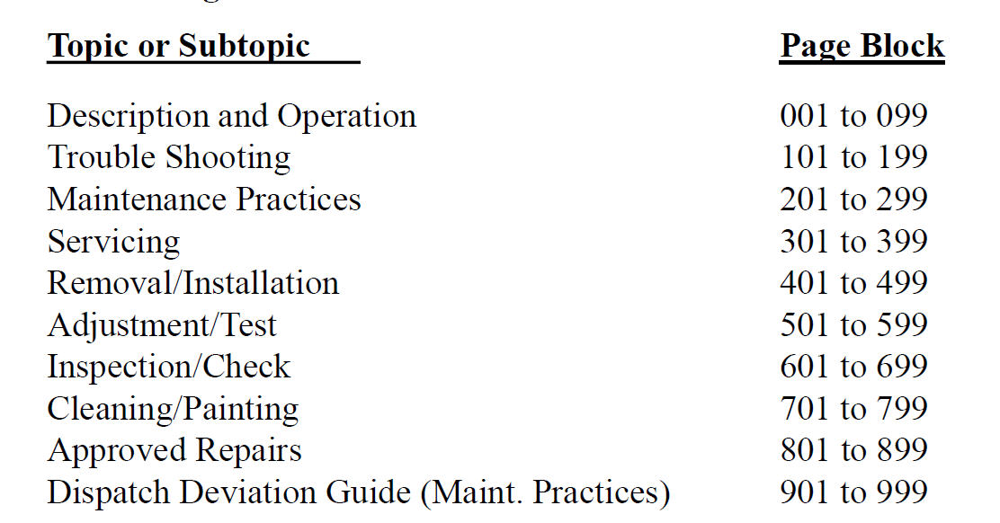 Topic or Subtopic Page Block
Description and Operation 001 to 099
Trouble Shooting 101 to 199
Maintenance Practices 201 to 299
Servicing 301 to 399
Removal/Installation 401 to 499
Adjustment/Test 501 to 599
Inspection/Check 601 to 699
Cleaning/Painting 701 to 799
Approved Repairs 801 to 899
Dispatch Deviation Guide (Maint. Practices) 901 to 999